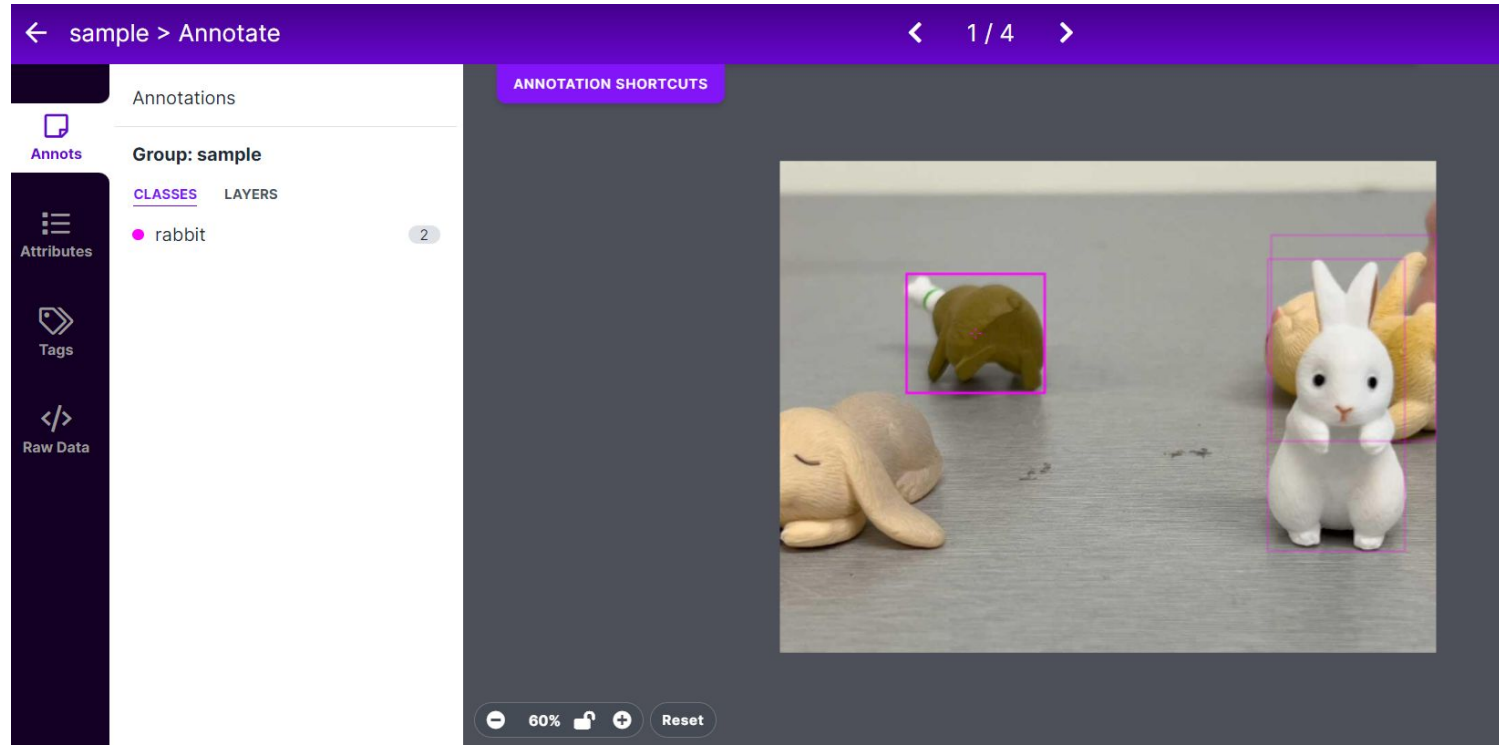 sample > Annotate
1 / 4
Annots
Attributes
Tags
</>
Raw Data
Annotations
Group: sample
CLASSES LAYERS
rabbit 2
ANNOTATION SHORTCUTS
60% Reset